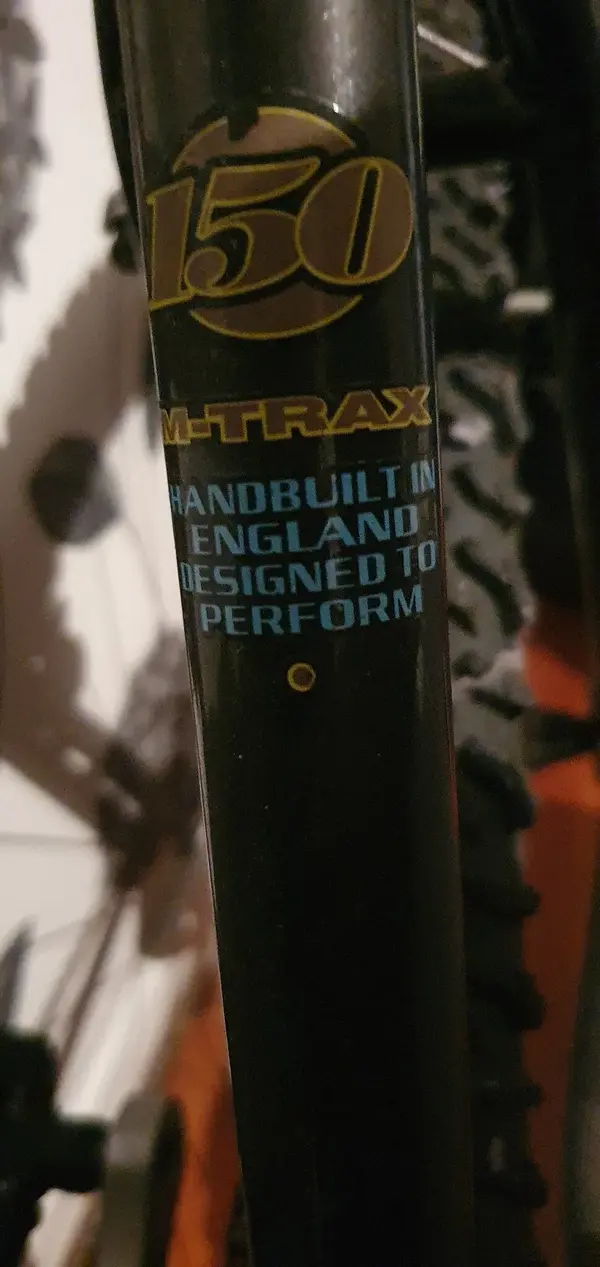 150
M-TRAX
HANDBUILT IN
ENGLAND
DESIGNED TO
PERFORM